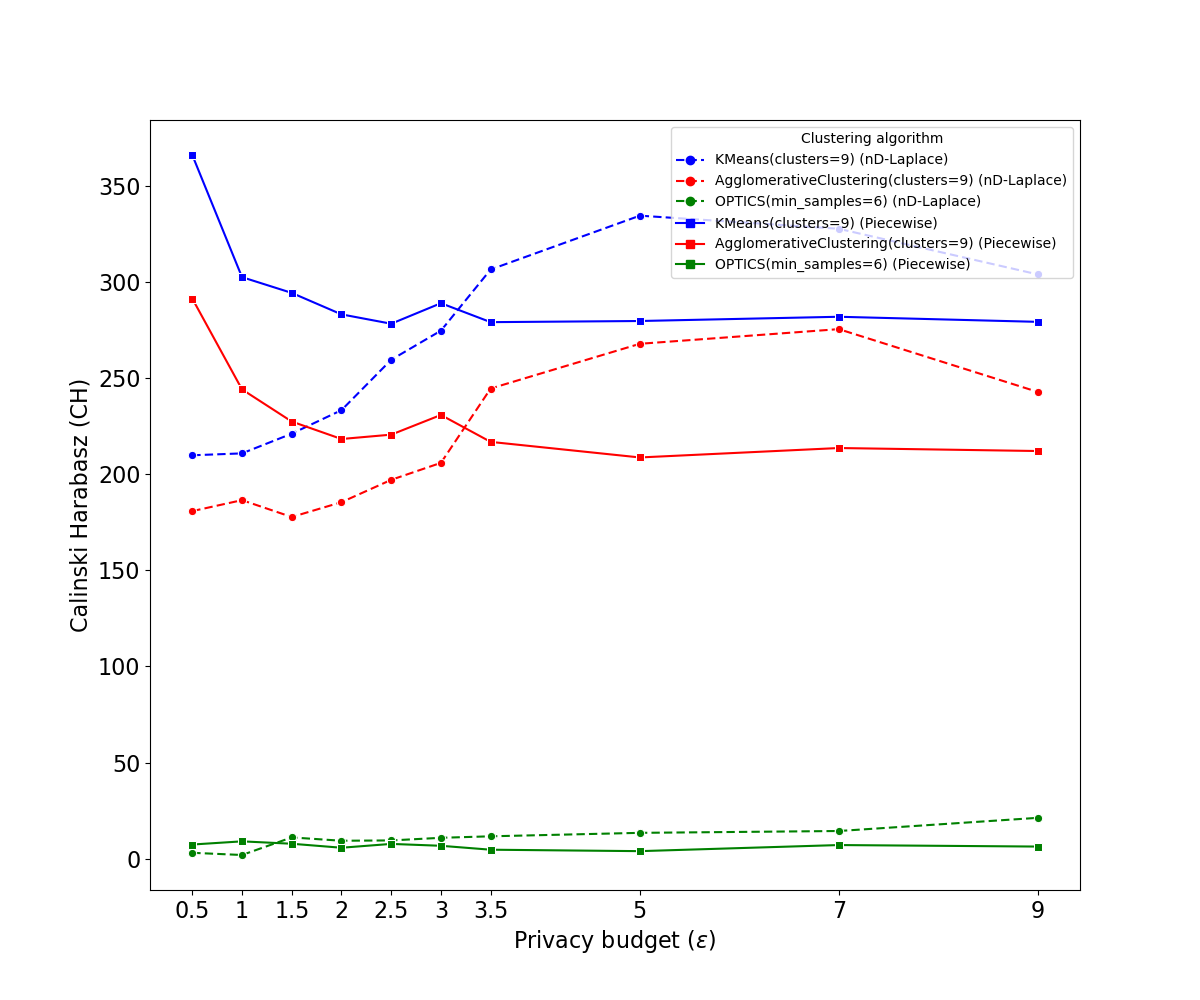 Clustering algorithm
KMeans(clusters=9) (nD-Laplace)
AgglomerativeClustering(clusters=9) (nD-Laplace)
OPTICS(min_samples=6) (nD-Laplace)
KMeans(clusters=9) (Piecewise)
AgglomerativeClustering(clusters=9) (Piecewise)
OPTICS(min_samples=6) (Piecewise)
Calinski Harabasz (CH)
350
300
250
200
150
100
50
0
0.5 1 1.5 2 2.5 3 3.5 5 7 9
Privacy budget (ε)